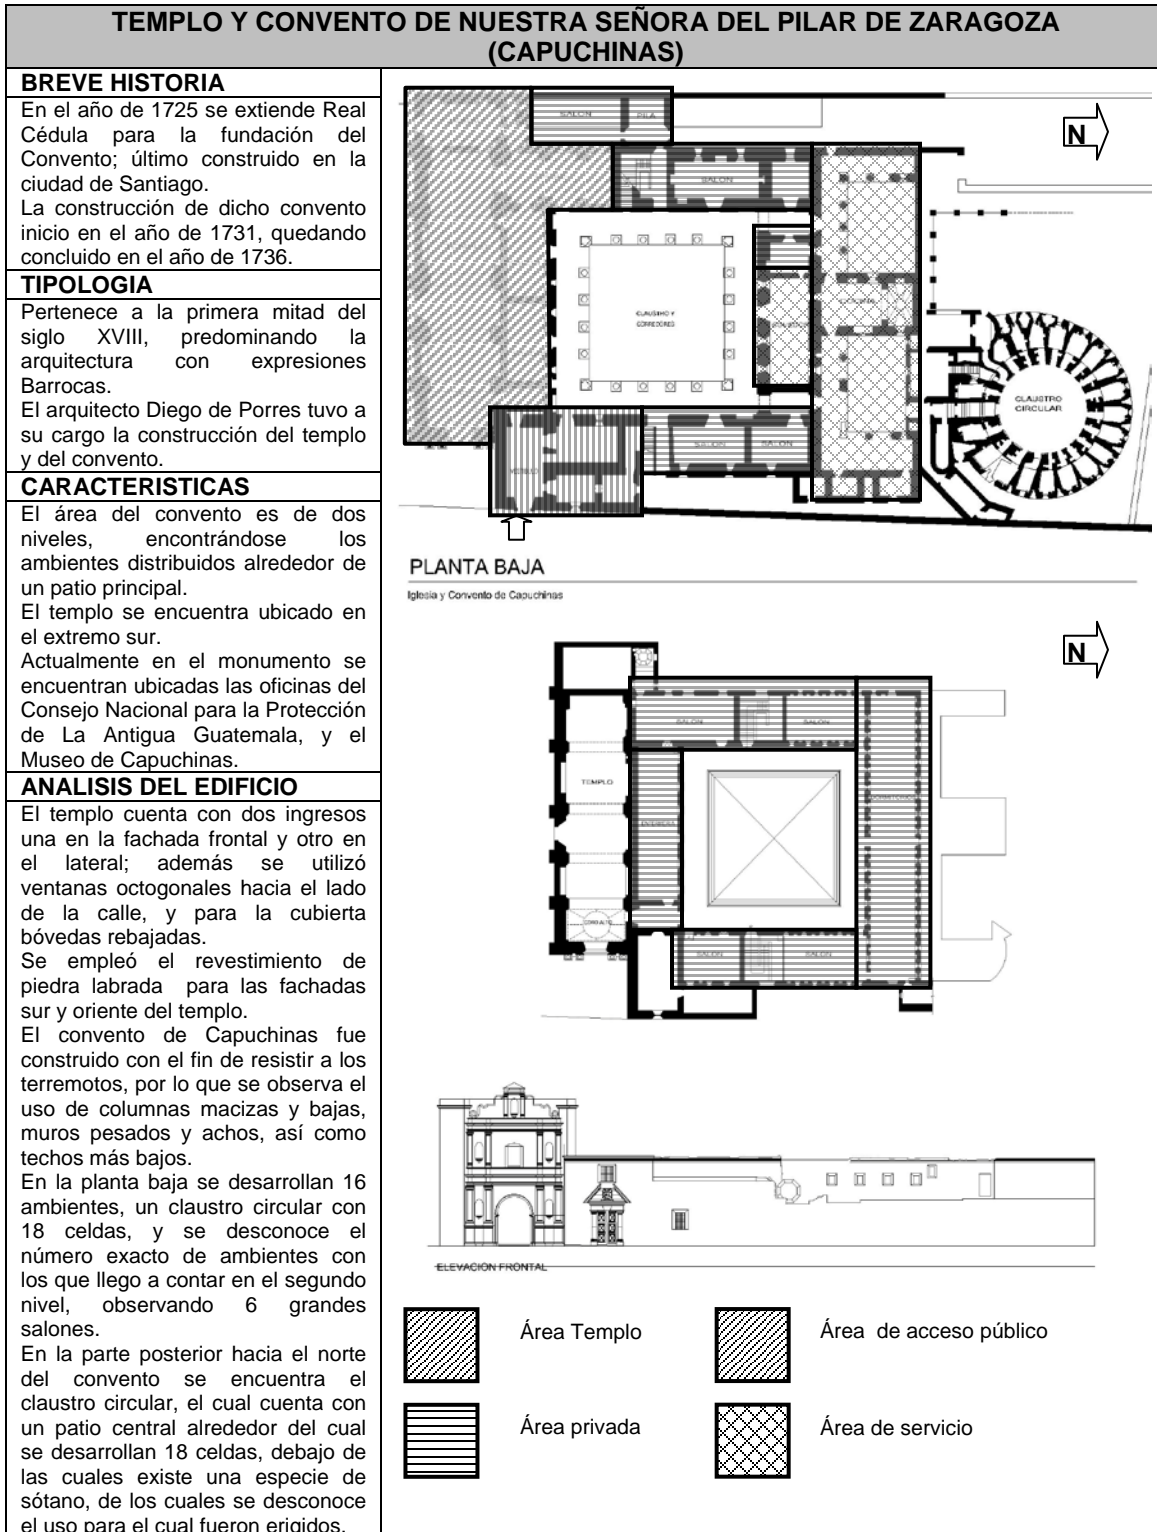 TEMPLO Y CONVENTO DE NUESTRA SEÑORA DEL PILAR DE ZARAGOZA
(CAPUCHINAS)
BREVE HISTORIA
En el año de 1725 se extiende Real
Cédula para la fundación del
Convento; último construido en la
ciudad de Santiago.
La construcción de dicho convento
inicio en el año de 1731, quedando
concluido en el año de 1736.
TIPOLOGIA
Pertenece a la primera mitad del
siglo XVIII, predominando la
arquitectura con expresiones
Barrocas.
El arquitecto Diego de Porres tuvo a
su cargo la construcción del templo
y del convento.
CARACTERISTICAS
El área del convento es de dos
niveles, encontrándose los
ambientes distribuidos alrededor de
un patio principal.
El templo se encuentra ubicado en
el extremo sur.
Actualmente en el monumento se
encuentran ubicadas las oficinas del
Consejo Nacional para la Protección
de La Antigua Guatemala, y el
Museo de Capuchinas.
ANALISIS DEL EDIFICIO
El templo cuenta con dos ingresos
una en la fachada frontal y otro en
el lateral; además se utilizó
ventanas octogonales hacia el lado
de la calle, y para la cubierta
bóvedas rebajadas.
Se empleó el revestimiento de
piedra labrada para las fachadas
sur y oriente del templo.
El convento de Capuchinas fue
construido con el fin de resistir a los
terremotos, por lo que se observa el
uso de columnas macizas y bajas,
muros pesados y achos, así como
techos más bajos.
En la planta baja se desarrollan 16
ambientes, un claustro circular con
18 celdas, y se desconoce el
número exacto de ambientes con
los que llego a contar en el segundo
nivel, observando 6 grandes
salones.
En la parte posterior hacia el norte
del convento se encuentra el
claustro circular, el cual cuenta con
un patio central alrededor del cual
se desarrollan 18 celdas, debajo de
las cuales existe una especie de
sótano, de los cuales se desconoce
el uso para el cual fueron erigidos.
SALON
PILA
N
SALON
CLAUSTRO Y
CORREDORES
CLAUSTRO
CIRCULAR
SALON
SALON
PLANTA BAJA
Iglesia y Convento de Capuchinas
N
SALON
SALON
TEMPLO
DORMITORIO
CORO ALTO
SALON
SALON
ELEVACION FRONTAL
Área Templo
Área de acceso público
Área privada
Área de servicio